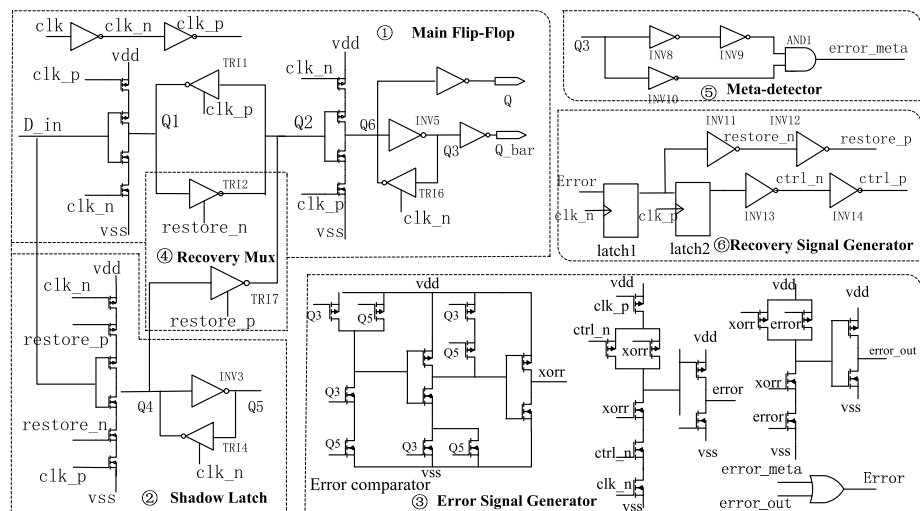 clk
clk_n
clk_p
① Main Flip-Flop
vdd
clk_p
D_in
clk_n
vss
Q1
TRI1
clk_p
TRI2
restore_n
Q2
vdd
clk_n
clk_p
vss
Q6
INV5
Q3
TRI6
clk_n
Q
Q_bar
④ Recovery Mux
TRI7
restore_p
vdd
clk_n
restore_p
restore_n
clk_p
vss
Q4
INV3
Q5
TRI4
clk_n
② Shadow Latch
Q3
INV8
INV9
INV10
AND1
error_meta
⑤ Meta-detector
Error
clk_n
latch1
clk_p
latch2
INV11
restore_n
INV12
restore_p
INV13
ctrl_n
INV14
ctrl_p
⑥Recovery Signal Generator
vdd
Q3
Q5
Q3
Q5
Q3
Q5
Q3
Q5
vss
xorr
Error comparator
③ Error Signal Generator
vdd
clk_p
ctrl_n
xorr
xorr
ctrl_n
clk_n
vss
vdd
error
vss
vdd
xorr
error
xorr
error
vss
vdd
error_out
vss
error_meta
error_out
Error